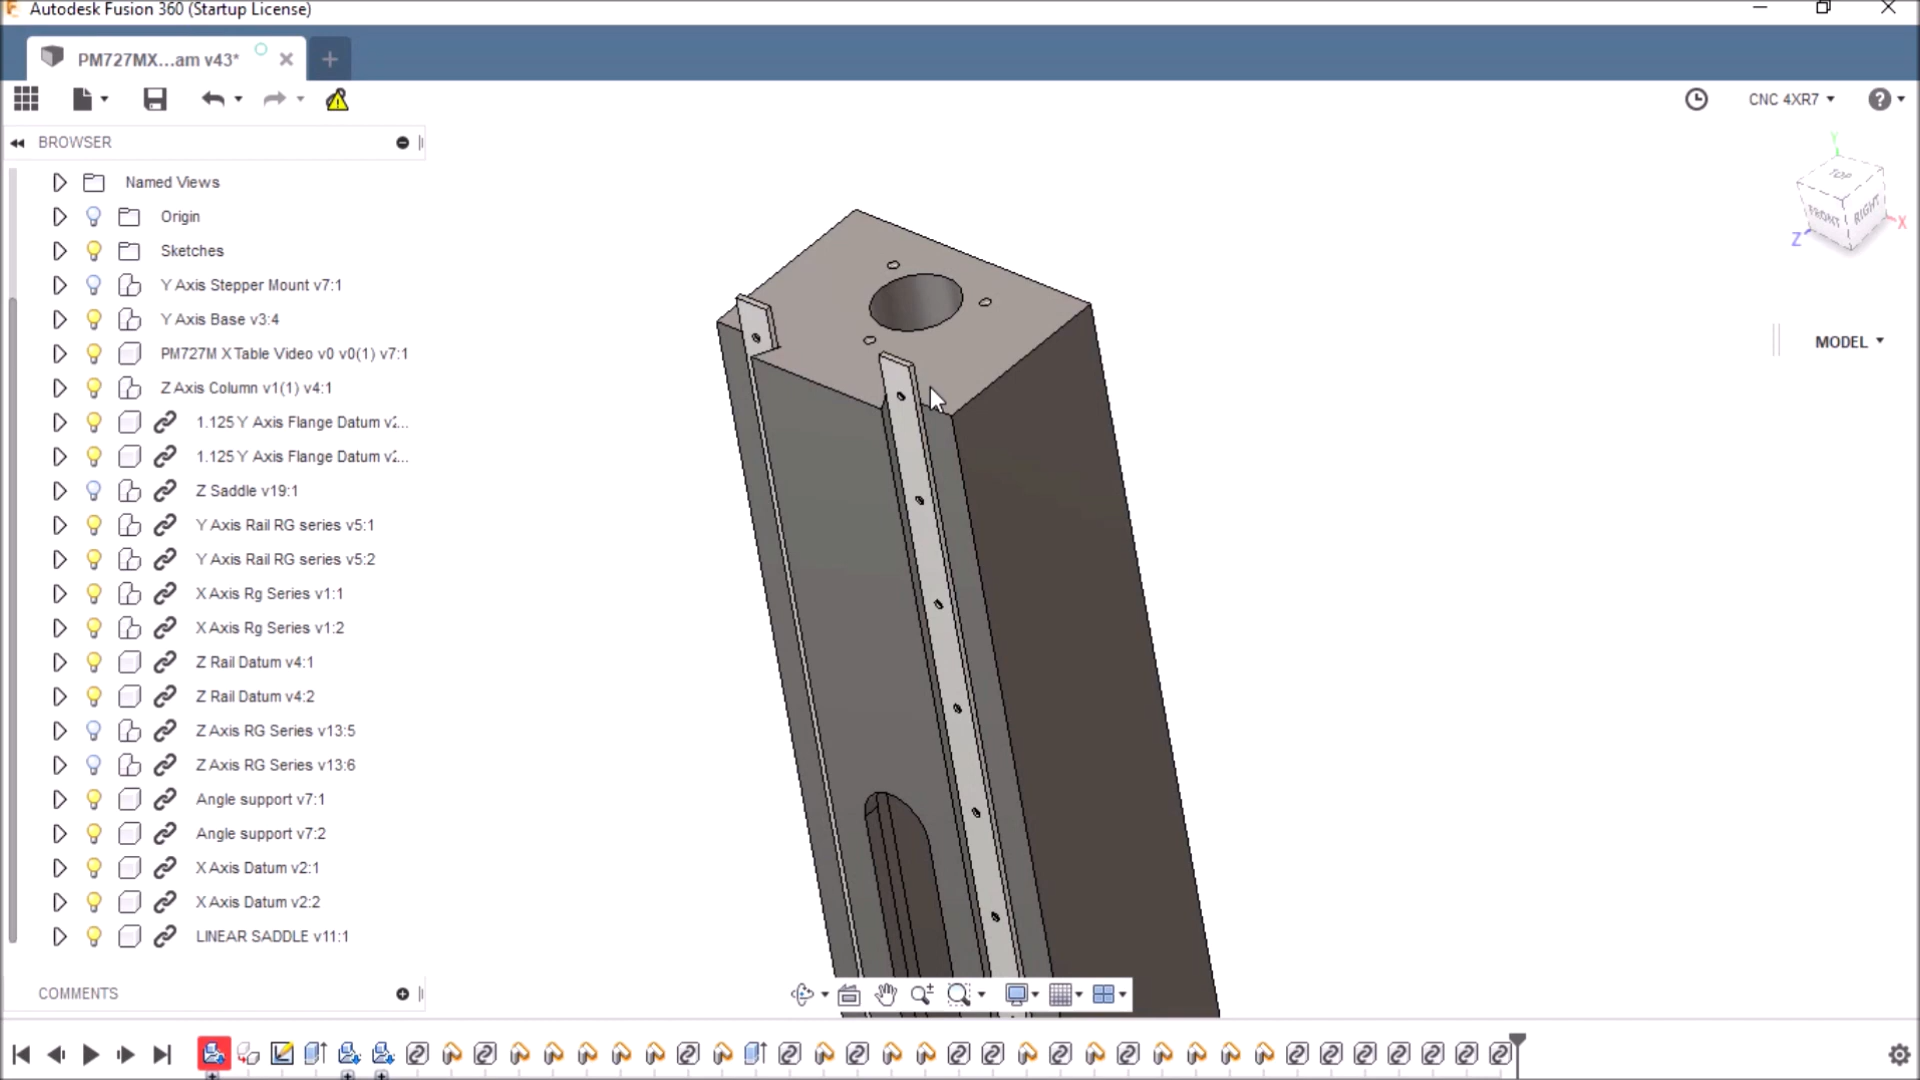 Autodesk Fusion 360 (Startup License)
PM727MX...am v43*
CNC 4XR7
BROWSER
Named Views
Origin
Sketches
Y Axis Stepper Mount v7:1
Y Axis Base v3:4
PM727M X Table Video v0 v0(1) v7:1
Z Axis Column v1(1) v4:1
1.125 Y Axis Flange Datum v2...
1.125 Y Axis Flange Datum v2...
Z Saddle v19:1
Y Axis Rail RG series v5:1
Y Axis Rail RG series v5:2
X Axis Rg Series v1:1
X Axis Rg Series v1:2
Z Rail Datum v4:1
Z Rail Datum v4:2
Z Axis RG Series v13:5
Z Axis RG Series v13:6
Angle support v7:1
Angle support v7:2
X Axis Datum v2:1
X Axis Datum v2:2
LINEAR SADDLE v11:1
COMMENTS
Y
TOP
FRONT
RIGHT
X
Z
MODEL